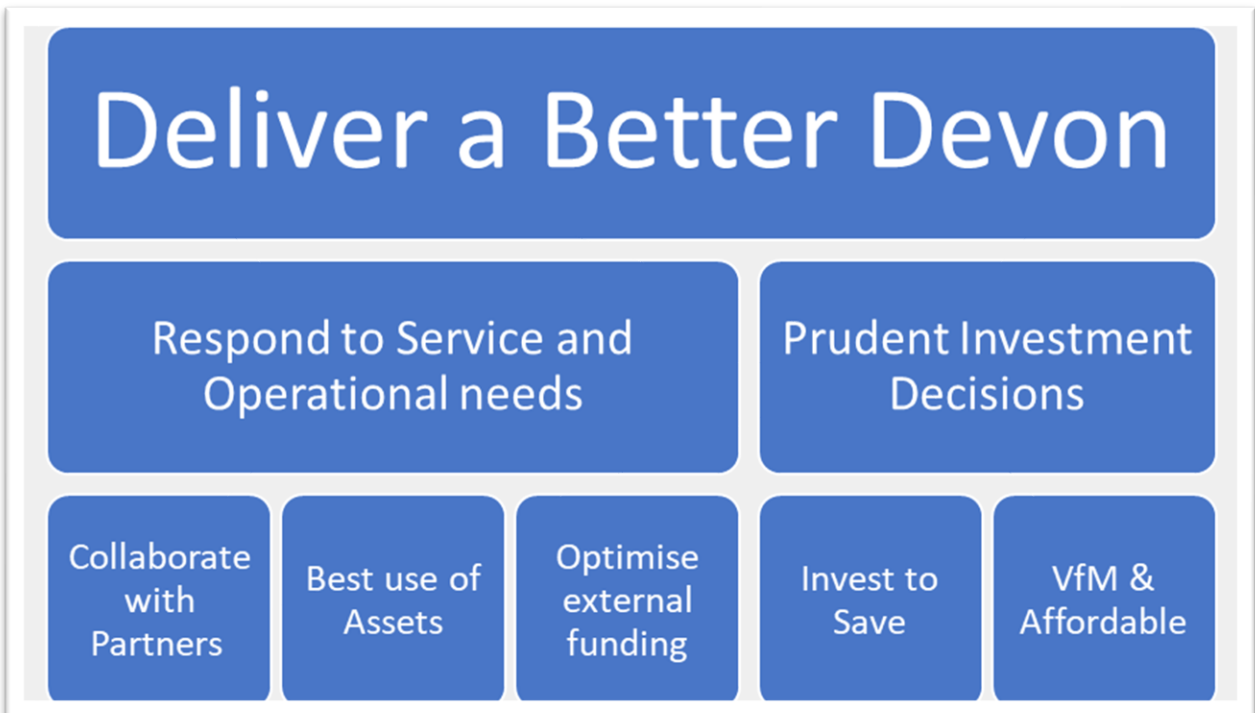 Deliver a Better Devon
Respond to Service and
Operational needs
Prudent Investment
Decisions
Collaborate
with
Partners
Best use of
Assets
Optimise
external
funding
Invest to
Save
VfM &
Affordable